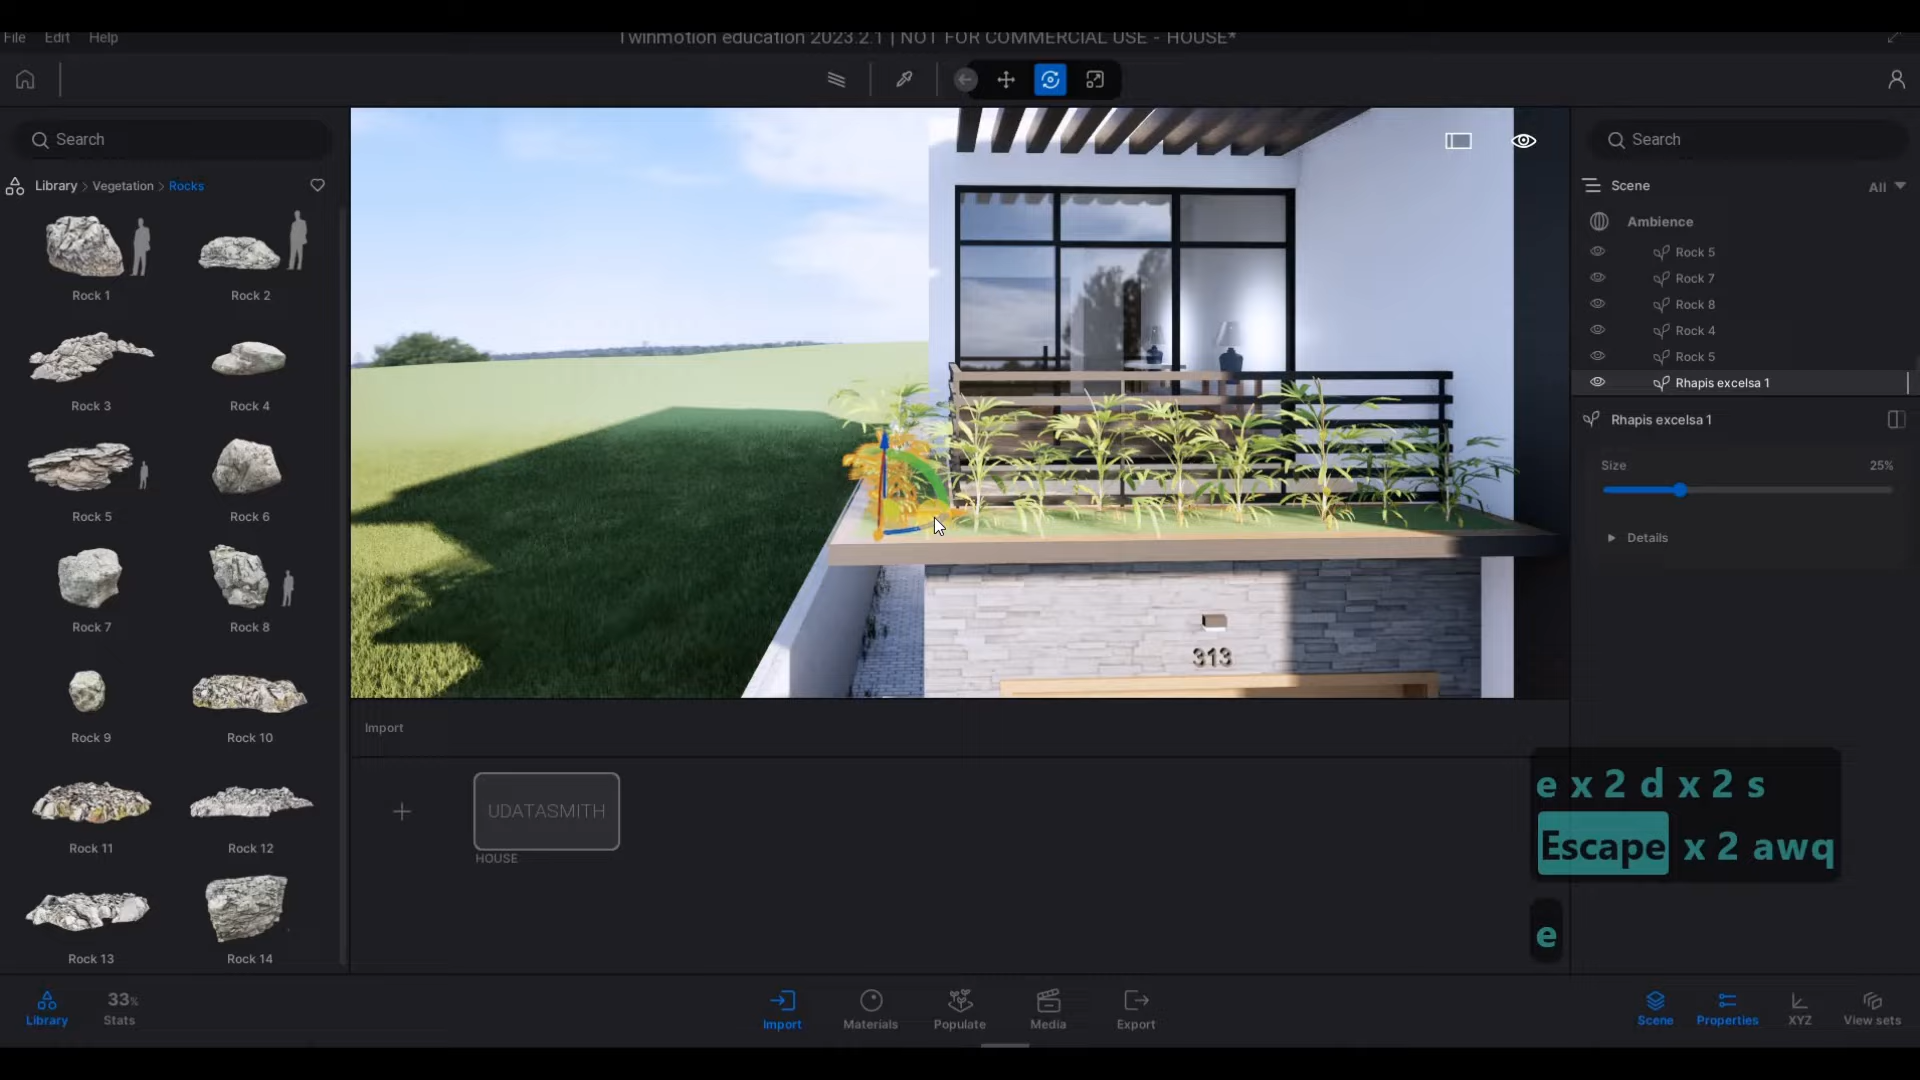 File Edit Help
Twinmotion education 2023.2.1 | NOT FOR COMMERCIAL USE - HOUSE*
Search
Library > Vegetation > Rocks
Rock 1
Rock 2
Rock 3
Rock 4
Rock 5
Rock 6
Rock 7
Rock 8
Rock 9
Rock 10
Rock 11
Rock 12
Rock 13
Rock 14
313
Search
Scene
All
Ambience
Rock 5
Rock 7
Rock 8
Rock 4
Rock 5
Rhapis excelsa 1
Rhapis excelsa 1
Size 25%
Details
Import
UDATASMITH
HOUSE
e x 2 d x 2 s
Escape x 2 awq
e
Library
33%
Stats
Import
Materials
Populate
Media
Export
Scene
Properties
XYZ
View sets